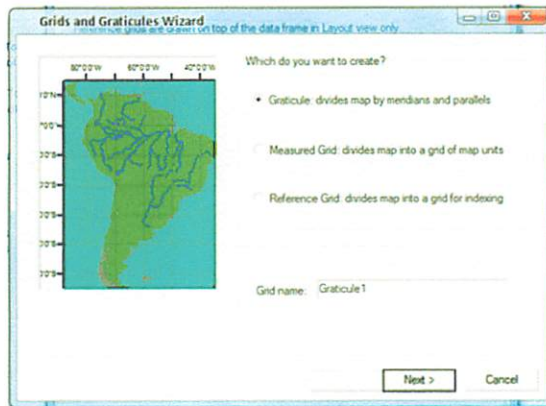 Grids and Graticules Wizard
Reference grids are drawn on top of the data frame in Layout view only
80°0'0"W 60°0'0"W 40°0'0"W
Which do you want to create?
Graticule: divides map by meridians and parallels
Measured Grid: divides map into a grid of map units
Reference Grid: divides map into a grid for indexing
Grid name: Graticule1
Next > Cancel